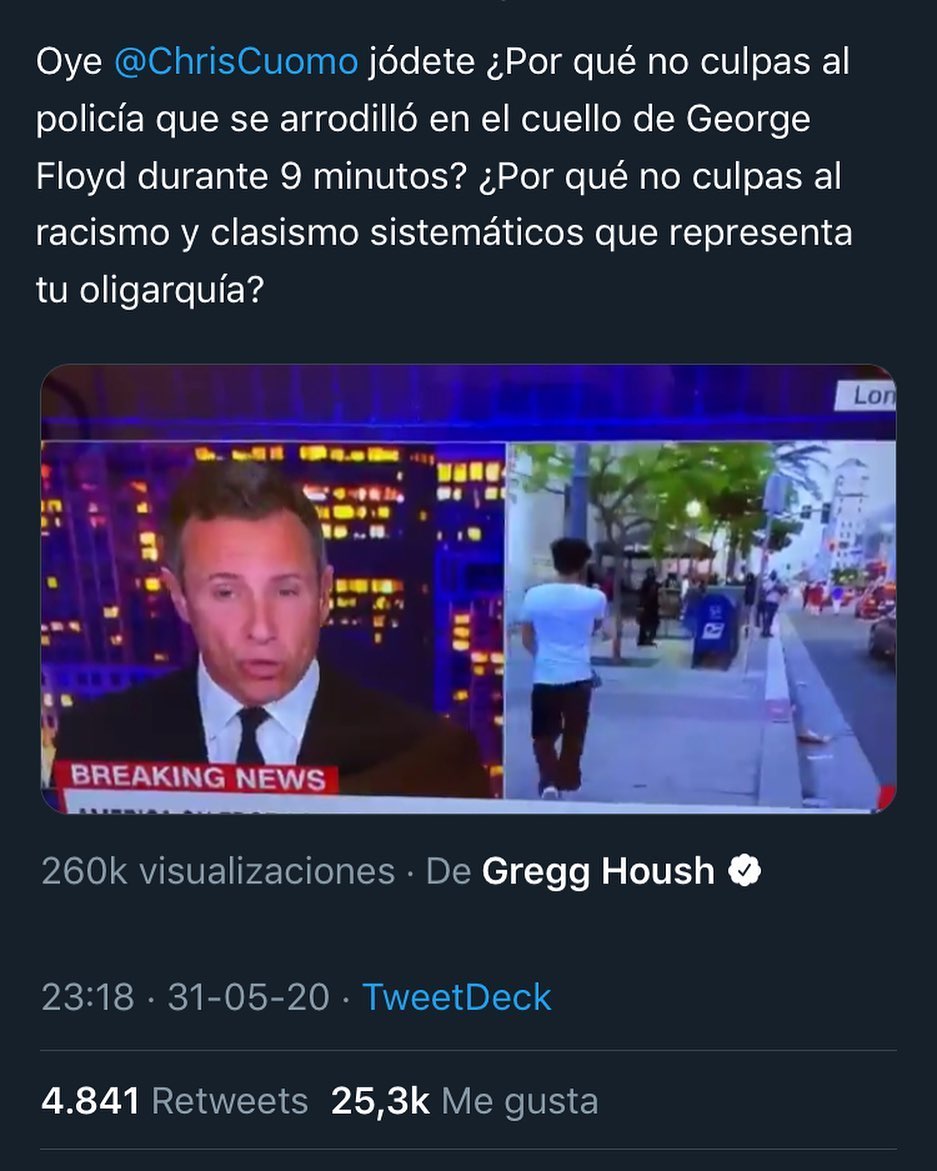 Oye @ChrisCuomo jódete ¿Por qué no culpas al
policía que se arrodilló en el cuello de George
Floyd durante 9 minutos? ¿Por qué no culpas al
racismo y clasismo sistemáticos que representa
tu oligarquía?
Lon
BREAKING NEWS
260k visualizaciones · De Gregg Housh
23:18 · 31-05-20 · TweetDeck
4.841 Retweets 25,3k Me gusta